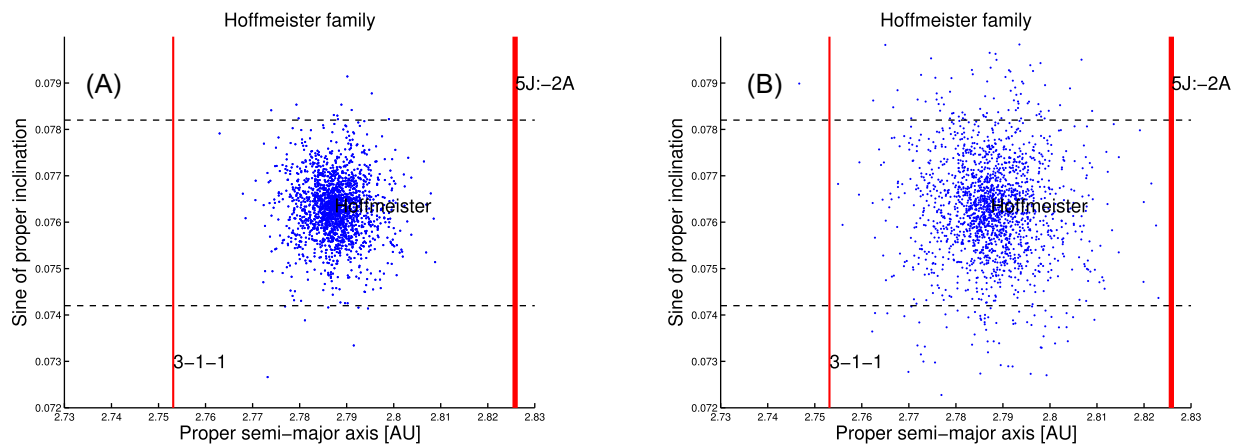 Hoffmeister family
(A)
5J:−2A
0.079
0.078
0.077
0.076
0.075
0.074
0.073
0.072
Sine of proper inclination
Hoffmeister
3−1−1
2.73 2.74 2.75 2.76 2.77 2.78 2.79 2.8 2.81 2.82 2.83
Proper semi−major axis [AU]
Hoffmeister family
(B)
5J:−2A
0.079
0.078
0.077
0.076
0.075
0.074
0.073
0.072
Sine of proper inclination
Hoffmeister
3−1−1
2.73 2.74 2.75 2.76 2.77 2.78 2.79 2.8 2.81 2.82 2.83
Proper semi−major axis [AU]